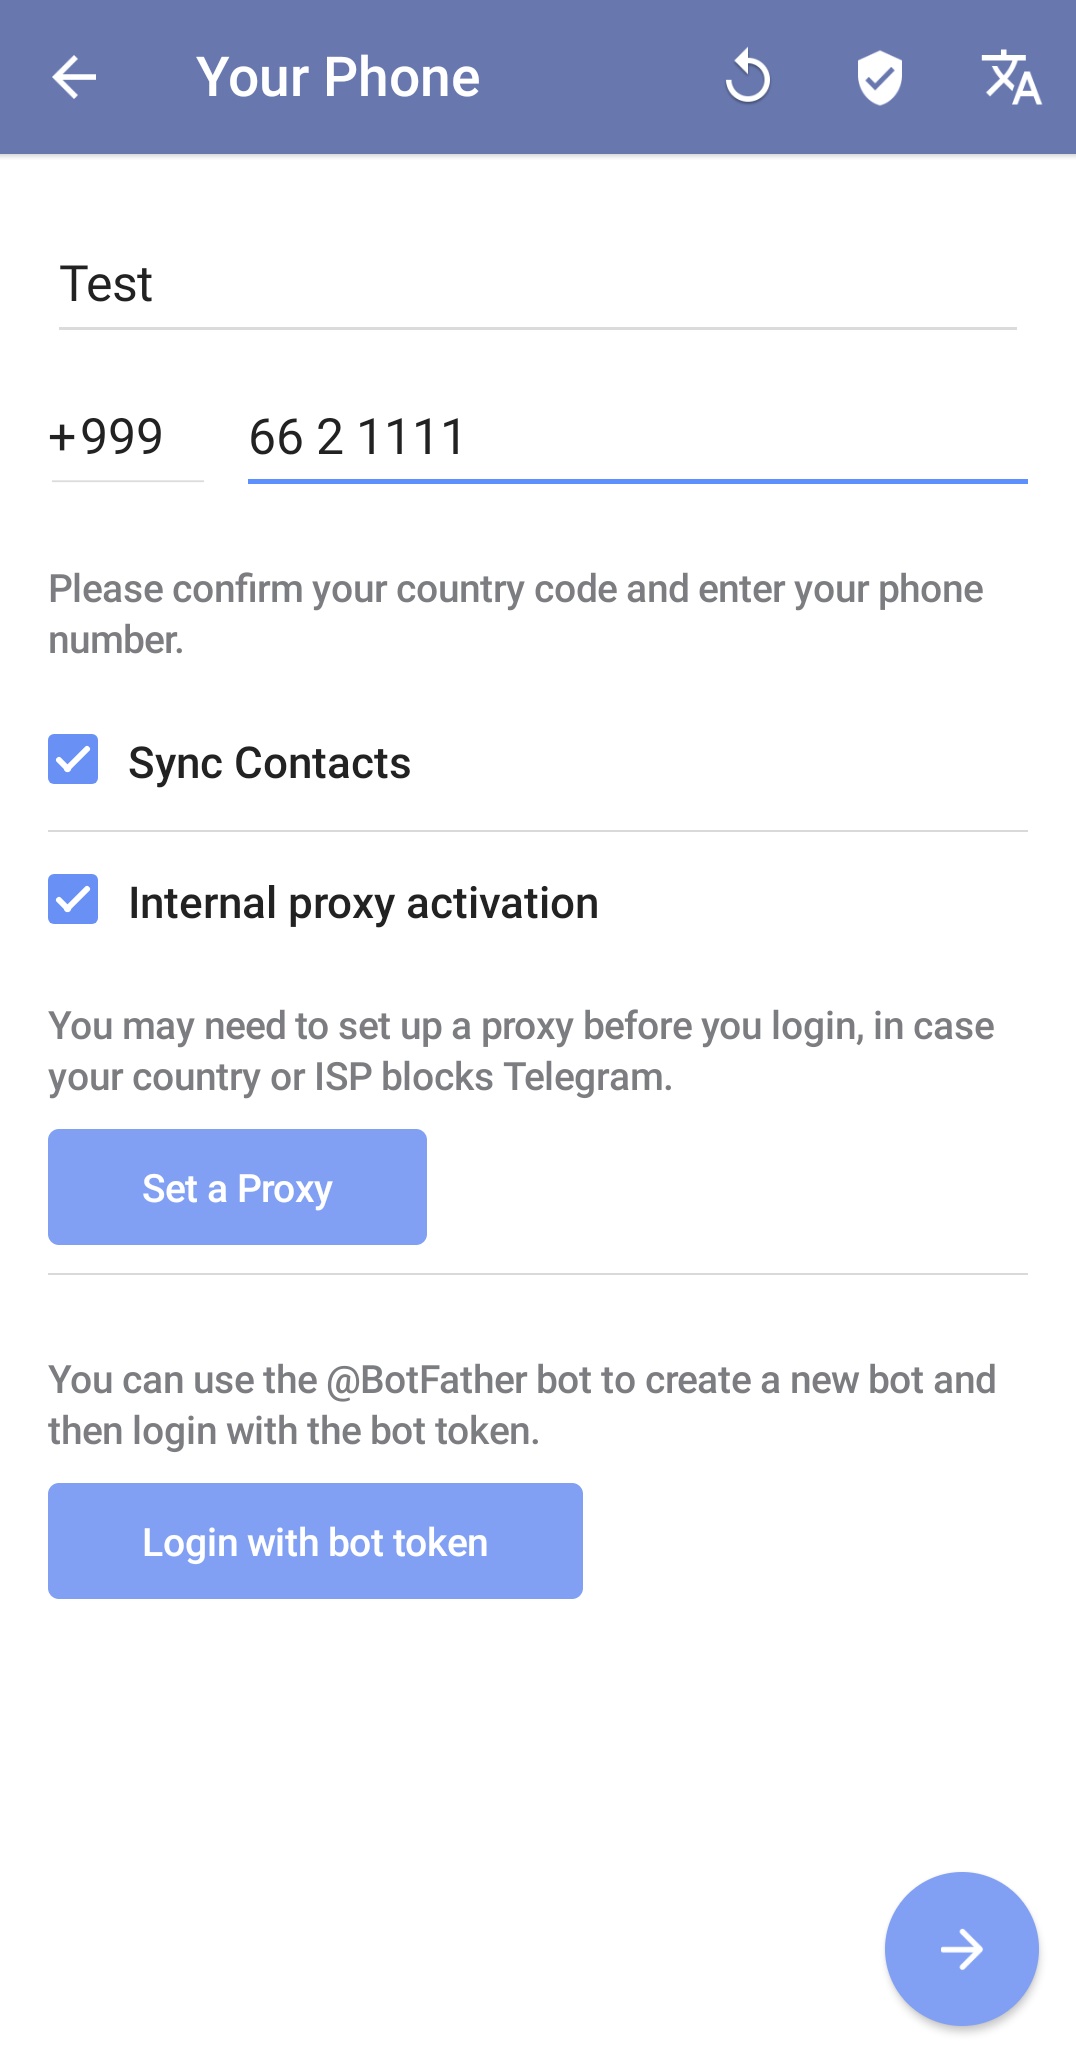 Your Phone
Test
+999 66 2 1111
Please confirm your country code and enter your phone
number.
Sync Contacts
Internal proxy activation
You may need to set up a proxy before you login, in case
your country or ISP blocks Telegram.
Set a Proxy
You can use the @BotFather bot to create a new bot and
then login with the bot token.
Login with bot token